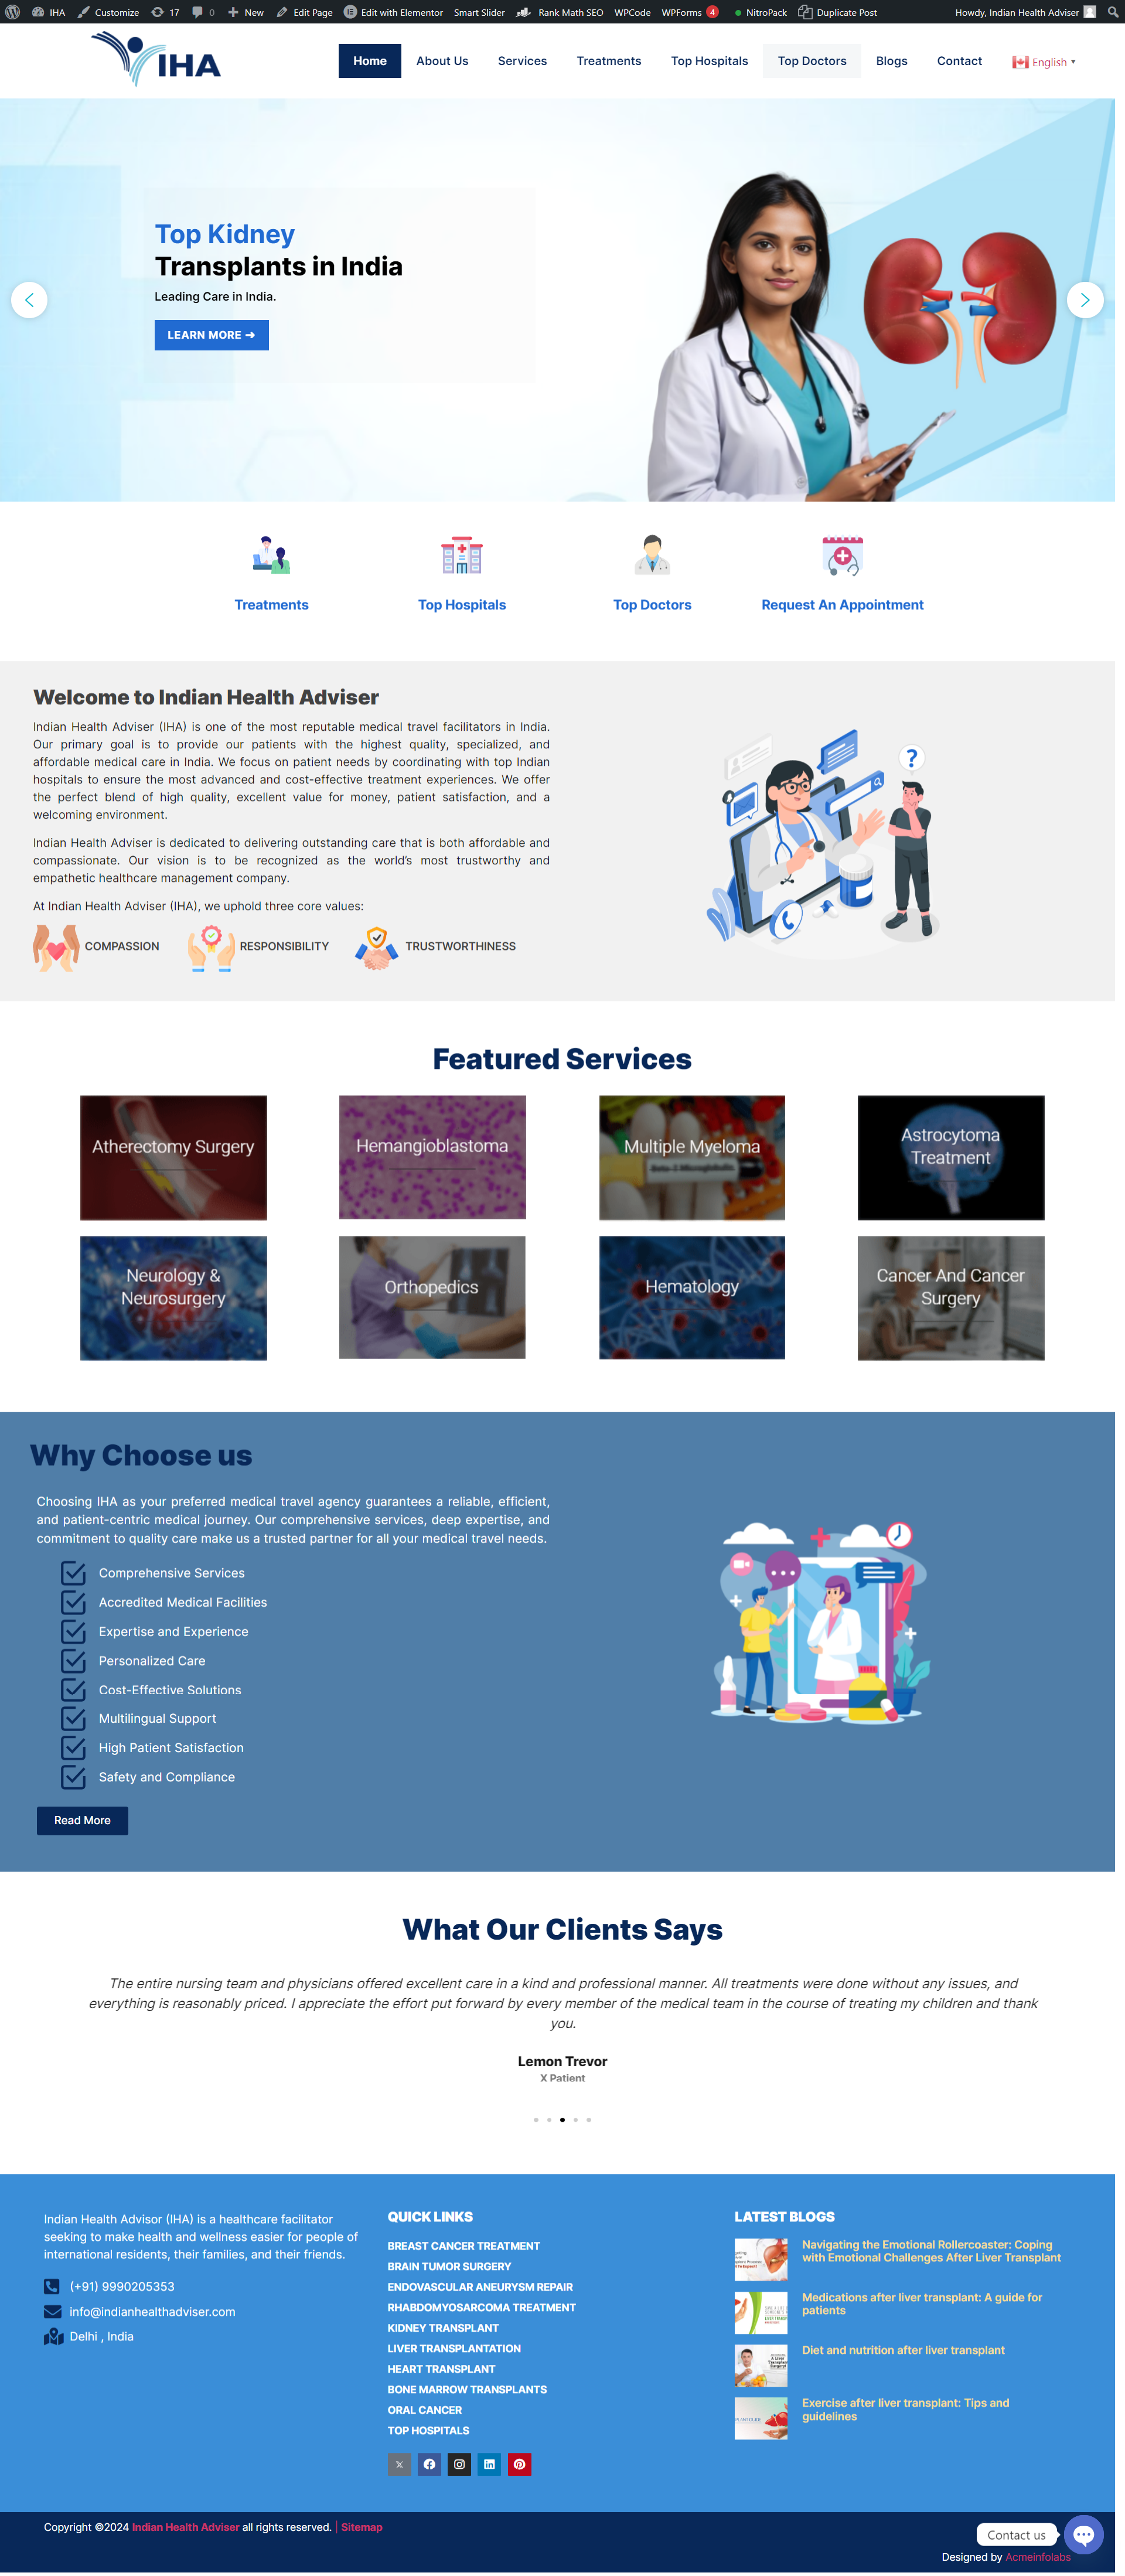 IHA
Customize
17
0
New
Edit Page
Edit with Elementor
Smart Slider
Rank Math SEO
WPCode
WPForms 4
NitroPack
Duplicate Post
Howdy, Indian Health Adviser
IHA
Home
About Us
Services
Treatments
Top Hospitals
Top Doctors
Blogs
Contact
English
Top Kidney
Transplants in India
Leading Care in India.
LEARN MORE ➔
Treatments
Top Hospitals
Top Doctors
Request An Appointment
Welcome to Indian Health Adviser
Indian Health Adviser (IHA) is one of the most reputable medical travel facilitators in India.
Our primary goal is to provide our patients with the highest quality, specialized, and
affordable medical care in India. We focus on patient needs by coordinating with top Indian
hospitals to ensure the most advanced and cost-effective treatment experiences. We offer
the perfect blend of high quality, excellent value for money, patient satisfaction, and a
welcoming environment.
Indian Health Adviser is dedicated to delivering outstanding care that is both affordable and
compassionate. Our vision is to be recognized as the world's most trustworthy and
empathetic healthcare management company.
At Indian Health Adviser (IHA), we uphold three core values:
COMPASSION
RESPONSIBILITY
TRUSTWORTHINESS
?
Featured Services
Atherectomy Surgery
Hemangioblastoma
Multiple Myeloma
Astrocytoma
Treatment
Neurology &
Neurosurgery
Orthopedics
Hematology
Cancer And Cancer
Surgery
Why Choose us
Choosing IHA as your preferred medical travel agency guarantees a reliable, efficient,
and patient-centric medical journey. Our comprehensive services, deep expertise, and
commitment to quality care make us a trusted partner for all your medical travel needs.
Comprehensive Services
Accredited Medical Facilities
Expertise and Experience
Personalized Care
Cost-Effective Solutions
Multilingual Support
High Patient Satisfaction
Safety and Compliance
Read More
What Our Clients Says
The entire nursing team and physicians offered excellent care in a kind and professional manner. All treatments were done without any issues, and
everything is reasonably priced. I appreciate the effort put forward by every member of the medical team in the course of treating my children and thank
you.
Lemon Trevor
X Patient
Indian Health Advisor (IHA) is a healthcare facilitator
seeking to make health and wellness easier for people of
international residents, their families, and their friends.
(+91) 9990205353
info@indianhealthadviser.com
Delhi , India
QUICK LINKS
BREAST CANCER TREATMENT
BRAIN TUMOR SURGERY
ENDOVASCULAR ANEURYSM REPAIR
RHABDOMYOSARCOMA TREATMENT
KIDNEY TRANSPLANT
LIVER TRANSPLANTATION
HEART TRANSPLANT
BONE MARROW TRANSPLANTS
ORAL CANCER
TOP HOSPITALS
LATEST BLOGS
Navigating the Emotional Rollercoaster: Coping
with Emotional Challenges After Liver Transplant
Medications after liver transplant: A guide for
patients
Diet and nutrition after liver transplant
Exercise after liver transplant: Tips and
guidelines
Copyright ©2024 Indian Health Adviser all rights reserved. | Sitemap
Contact us
Designed by Acmeinfolabs